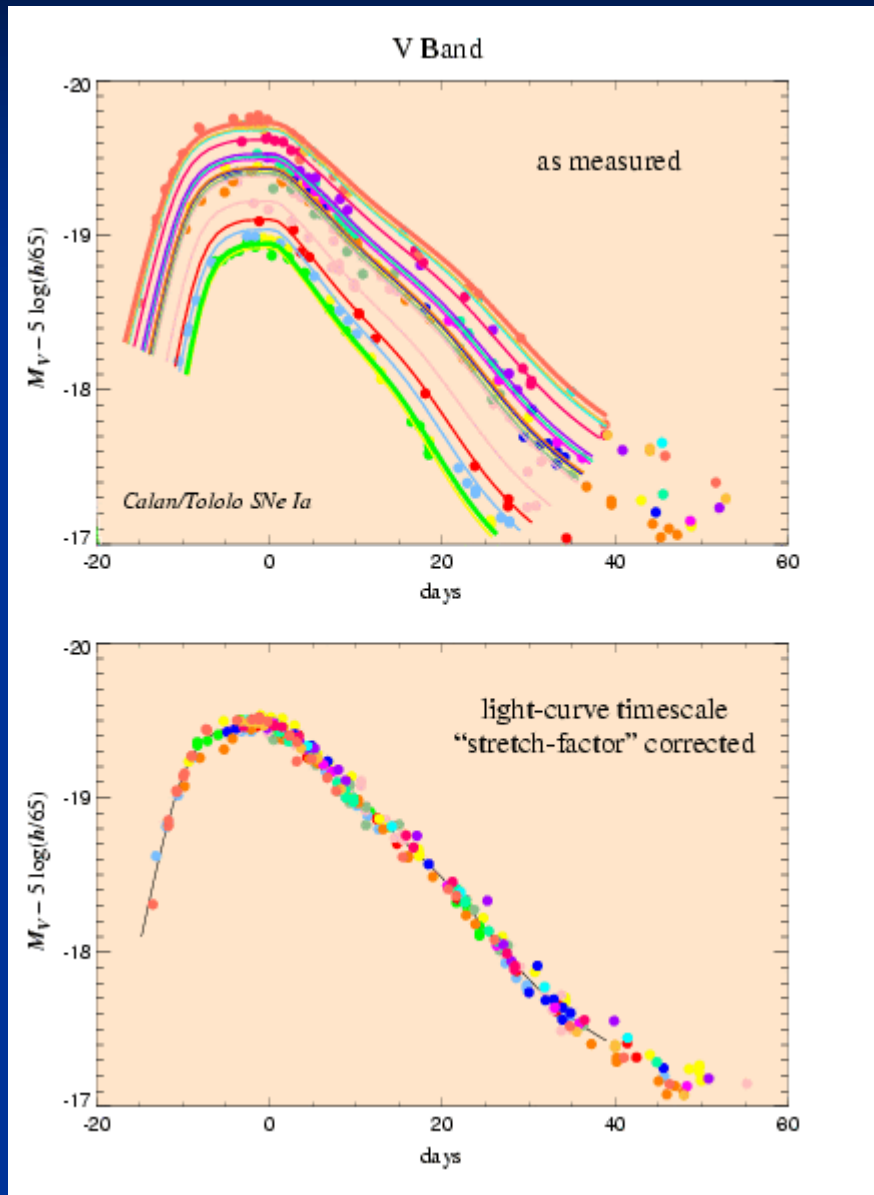 V Band
-20
-19
-18
-17
M_V – 5 log(h/65)
as measured
Calan/Tololo SNe Ia
-20 0 20 40 60
days
-20
-19
-18
-17
M_V – 5 log(h/65)
light-curve timescale
“stretch-factor” corrected
-20 0 20 40 60
days